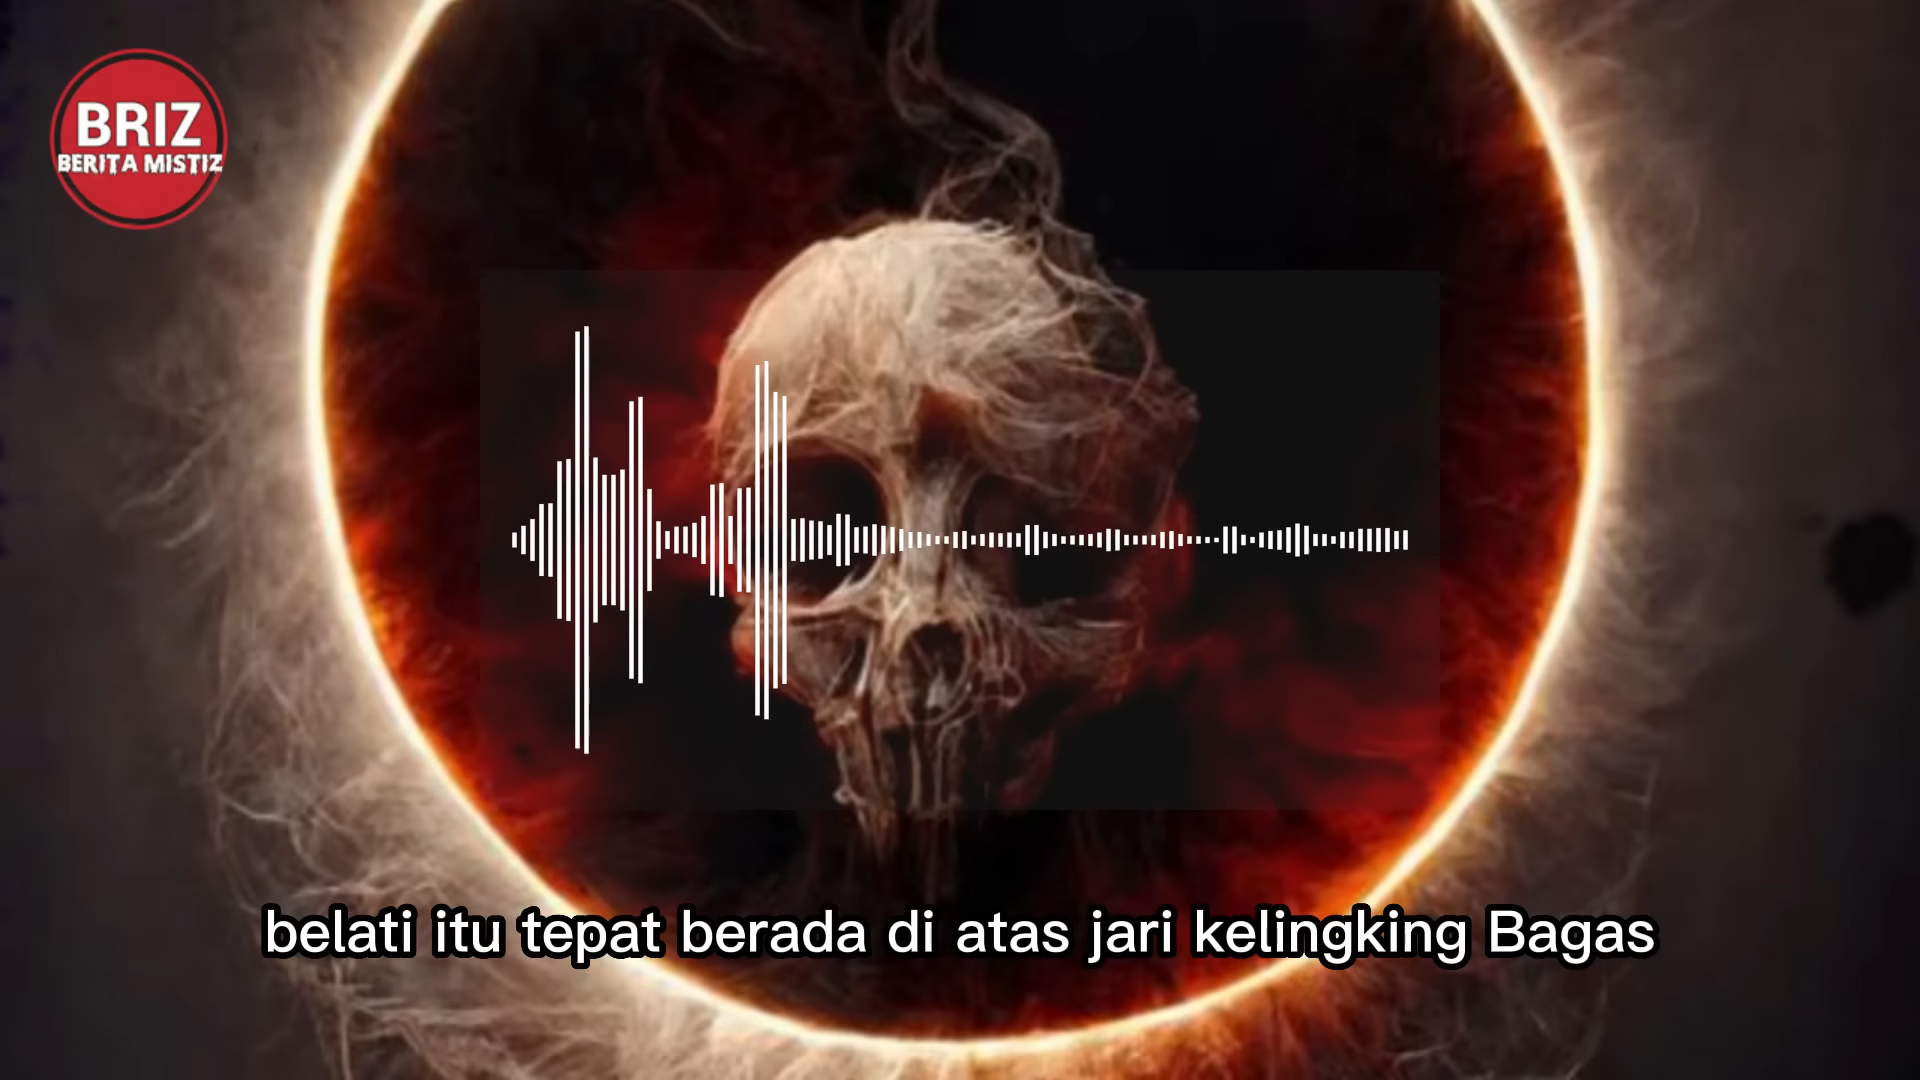 BRIZ
BERITA MISTIZ
belati itu tepat berada di atas jari kelingking Bagas